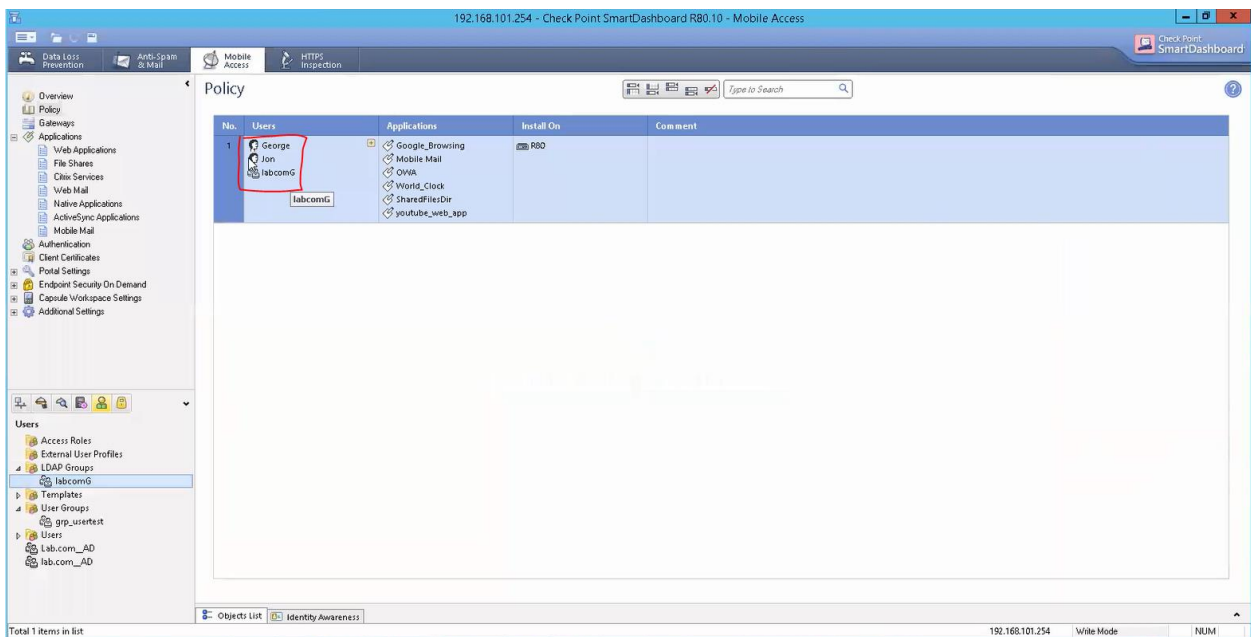 192.168.101.254 - Check Point SmartDashboard R80.10 - Mobile Access
Check Point
SmartDashboard
Data Loss
Prevention
Anti-Spam
& Mail
Mobile
Access
HTTPS
Inspection
Overview
Policy
Gateways
Applications
Web Applications
File Shares
Citrix Services
Web Mail
Native Applications
ActiveSync Applications
Mobile Mail
Authentication
Client Certificates
Portal Settings
Endpoint Security On Demand
Capsule Workspace Settings
Additional Settings
Policy
Type to Search
No. Users Applications Install On Comment
1 George Google_Browsing R80
Jon Mobile Mail
labcomG OWA
World_Clock
labcomG SharedFilesDir
youtube_web_app
Users
Access Roles
External User Profiles
LDAP Groups
labcomG
Templates
User Groups
grp_usertest
Users
Lab.com__AD
lab.com__AD
Objects List Identity Awareness
Total 1 items in list 192.168.101.254 Write Mode NUM